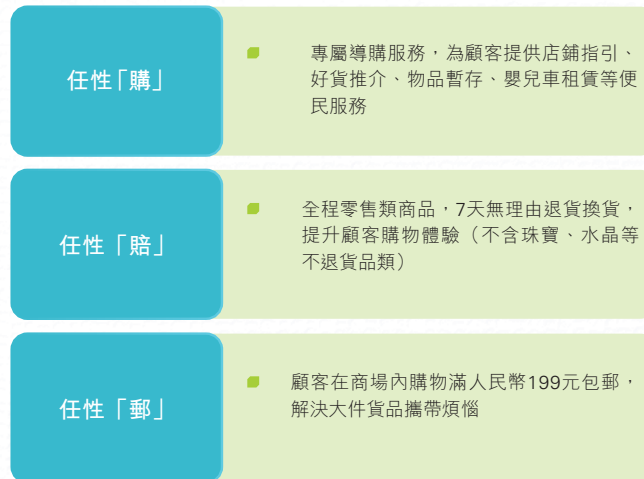 任性「購」
專屬導購服務，為顧客提供店鋪指引、
好貨推介、物品暫存、嬰兒車租賃等便
民服務
任性「賠」
全程零售類商品，7天無理由退貨換貨，
提升顧客購物體驗（不含珠寶、水晶等
不退貨品類）
任性「郵」
顧客在商場內購物滿人民幣199元包郵，
解決大件貨品攜帶煩惱